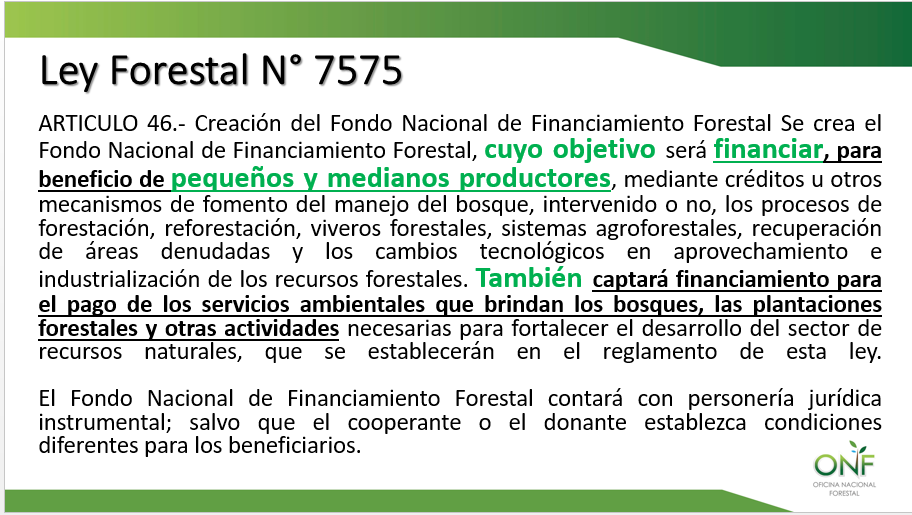 Ley Forestal N° 7575
ARTICULO 46.- Creación del Fondo Nacional de Financiamiento Forestal Se crea el
Fondo Nacional de Financiamiento Forestal, cuyo objetivo será financiar, para
beneficio de pequeños y medianos productores, mediante créditos u otros
mecanismos de fomento del manejo del bosque, intervenido o no, los procesos de
forestación, reforestación, viveros forestales, sistemas agroforestales, recuperación
de áreas denudadas y los cambios tecnológicos en aprovechamiento e
industrialización de los recursos forestales. También captará financiamiento para
el pago de los servicios ambientales que brindan los bosques, las plantaciones
forestales y otras actividades necesarias para fortalecer el desarrollo del sector de
recursos naturales, que se establecerán en el reglamento de esta ley.
El Fondo Nacional de Financiamiento Forestal contará con personería jurídica
instrumental; salvo que el cooperante o el donante establezca condiciones
diferentes para los beneficiarios.
ONF
OFICINA NACIONAL
FORESTAL